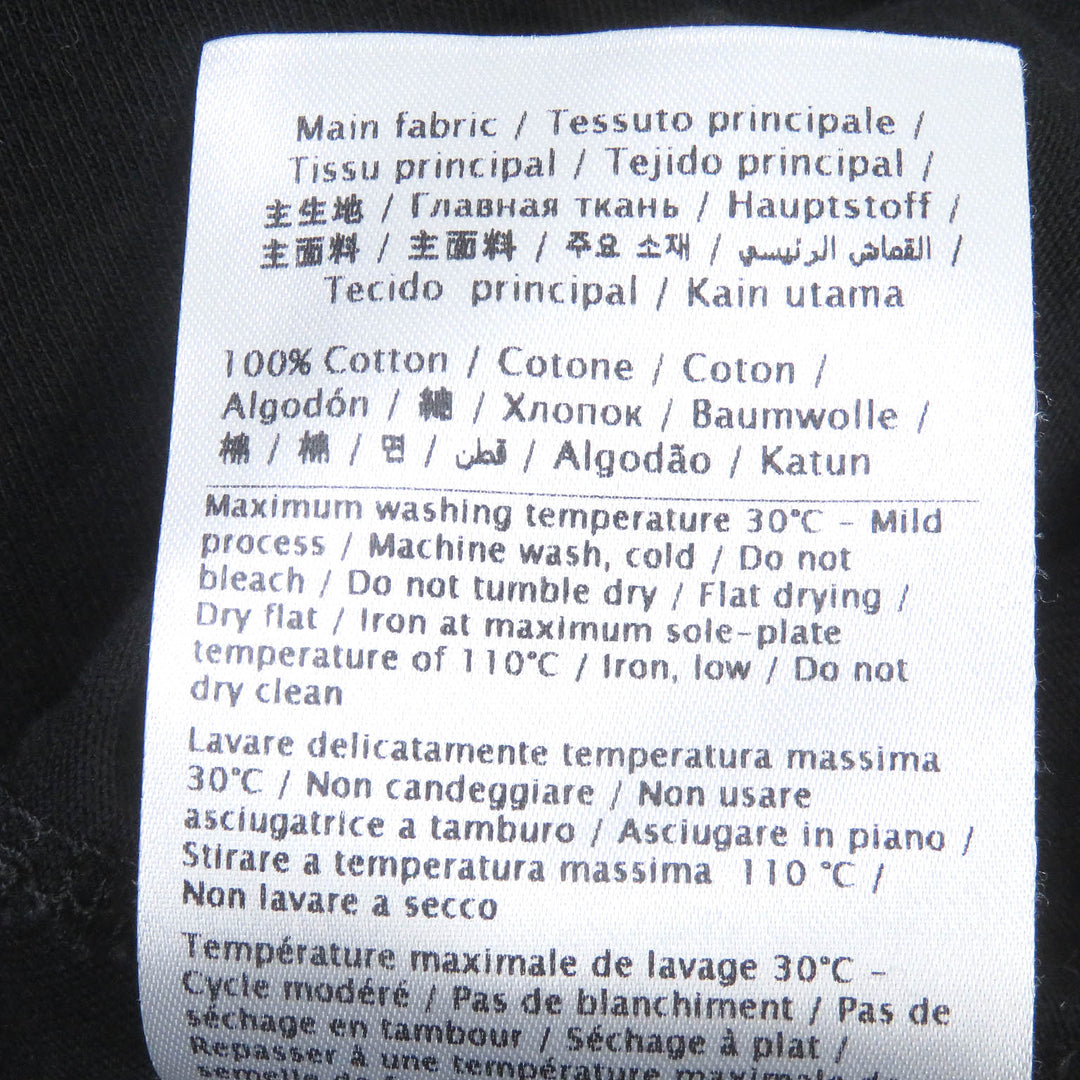 Main fabric / Tessuto principale /
Tissu principal / Tejido principal /
主生地 / Главная ткань / Hauptstoff /
主面料 / 主面料 / 주요 소재 / القماش الرئيسي /
Tecido principal / Kain utama
100% Cotton / Cotone / Coton /
Algodón / 綿 / Хлопок / Baumwolle /
棉 / 棉 / 면 / قطن / Algodão / Katun
Maximum washing temperature 30°C - Mild
process / Machine wash, cold / Do not
bleach / Do not tumble dry / Flat drying /
Dry flat / Iron at maximum sole-plate
temperature of 110°C / Iron, low / Do not
dry clean
Lavare delicatamente temperatura massima
30°C / Non candeggiare / Non usare
asciugatrice a tamburo / Asciugare in piano /
Stirare a temperatura massima 110 °C /
Non lavare a secco
Température maximale de lavage 30°C -
Cycle modéré / Pas de blanchiment / Pas de
séchage en tambour / Séchage à plat /
Repasser à une température maximale de
semelle de